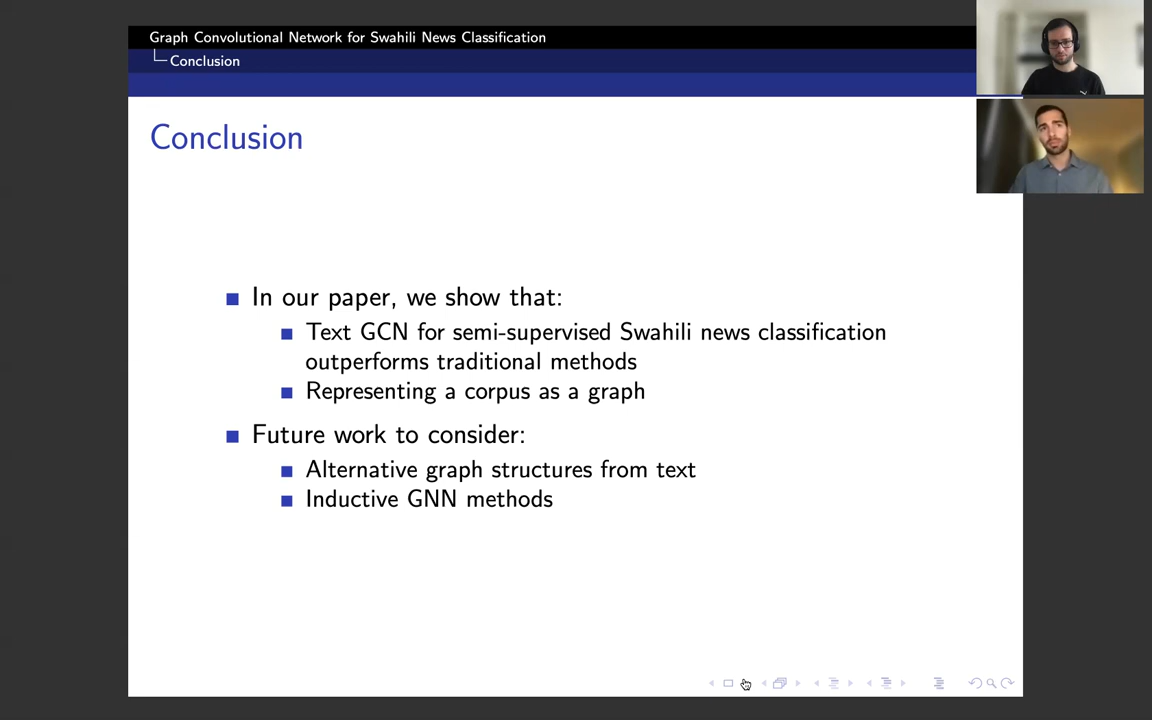 Graph Convolutional Network for Swahili News Classification
Conclusion
Conclusion
In our paper, we show that:
Text GCN for semi-supervised Swahili news classification
outperforms traditional methods
Representing a corpus as a graph
Future work to consider:
Alternative graph structures from text
Inductive GNN methods